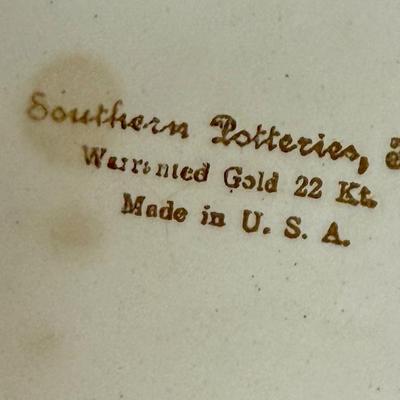 Southern Potteries,
Warranted Gold 22 Kt.
Made in U. S. A.